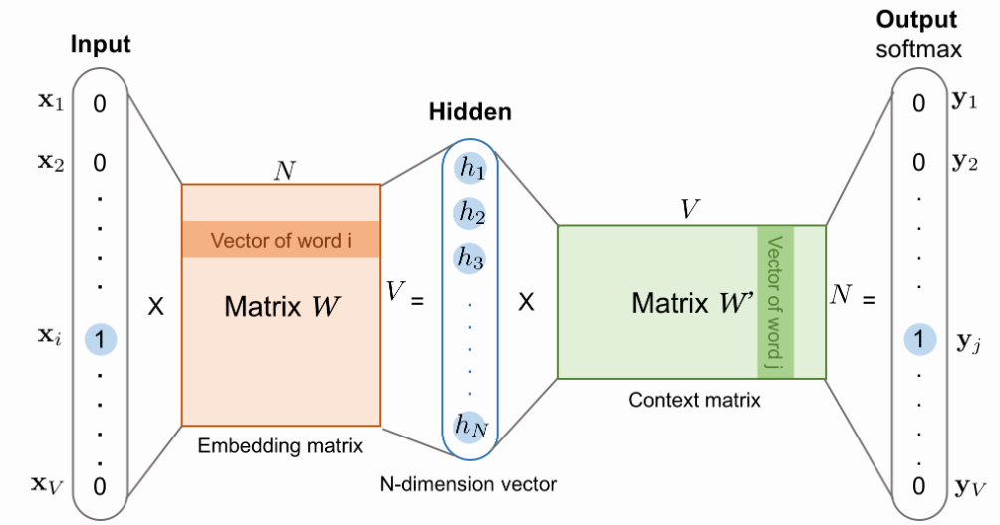 Input
x1 0
x2 0
xi 1
xV 0
X
N
Vector of word i
Matrix W
V =
Embedding matrix
Hidden
h1
h2
h3
hN
N-dimension vector
X
V
Matrix W’
Vector of word j
N =
Context matrix
Output
softmax
0 y1
0 y2
1 yj
0 yV